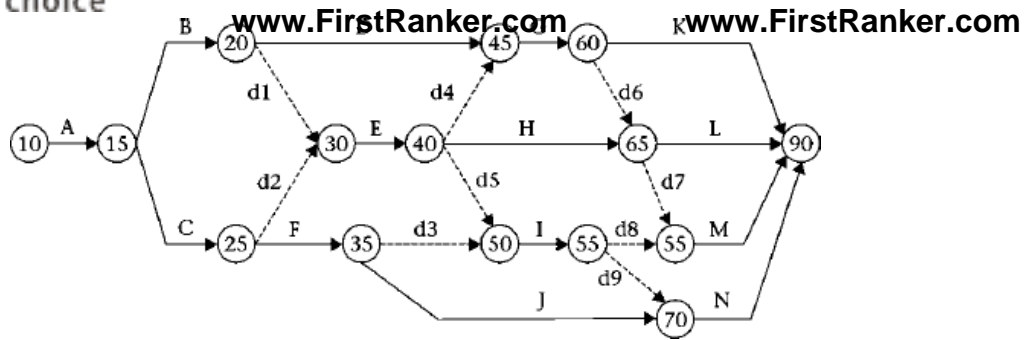 choice
www.FirstRanker.com www.FirstRanker.com
B K
20 45 60
d1 d4 d6
10 A 15 30 E 40 H 65 L 90
d2 d5 d7
C 25 F 35 d3 50 I 55 d8 55 M
d9
J 70 N